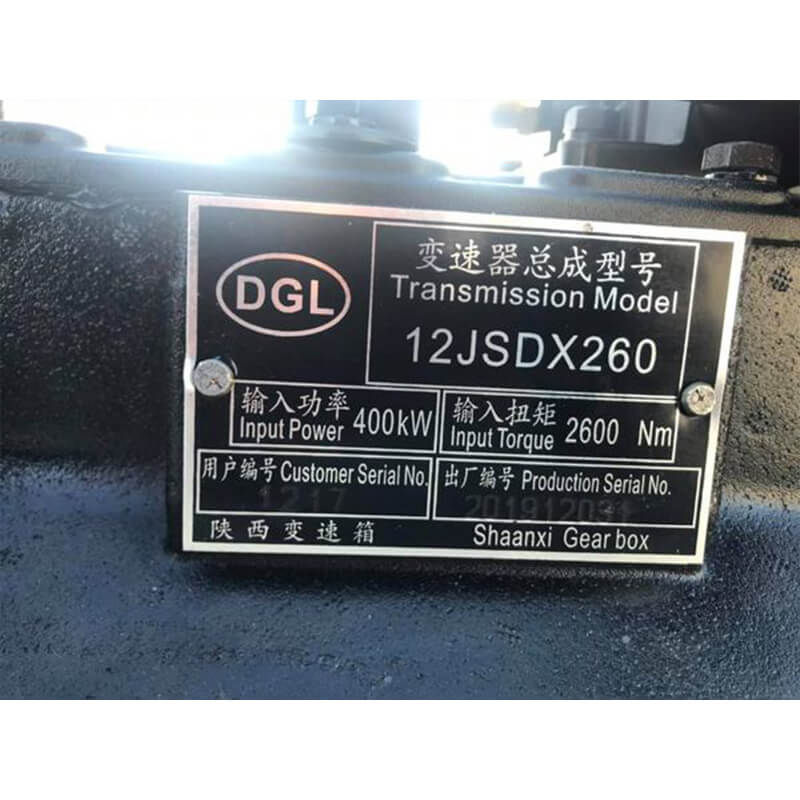 DGL
变速器总成型号
Transmission Model
12JSDX260
输入功率
Input Power 400kW
输入扭矩
Input Torque 2600 Nm
用户编号 Customer Serial No.
1217
出厂编号 Production Serial No.
陕西变速箱
Shaanxi Gear box